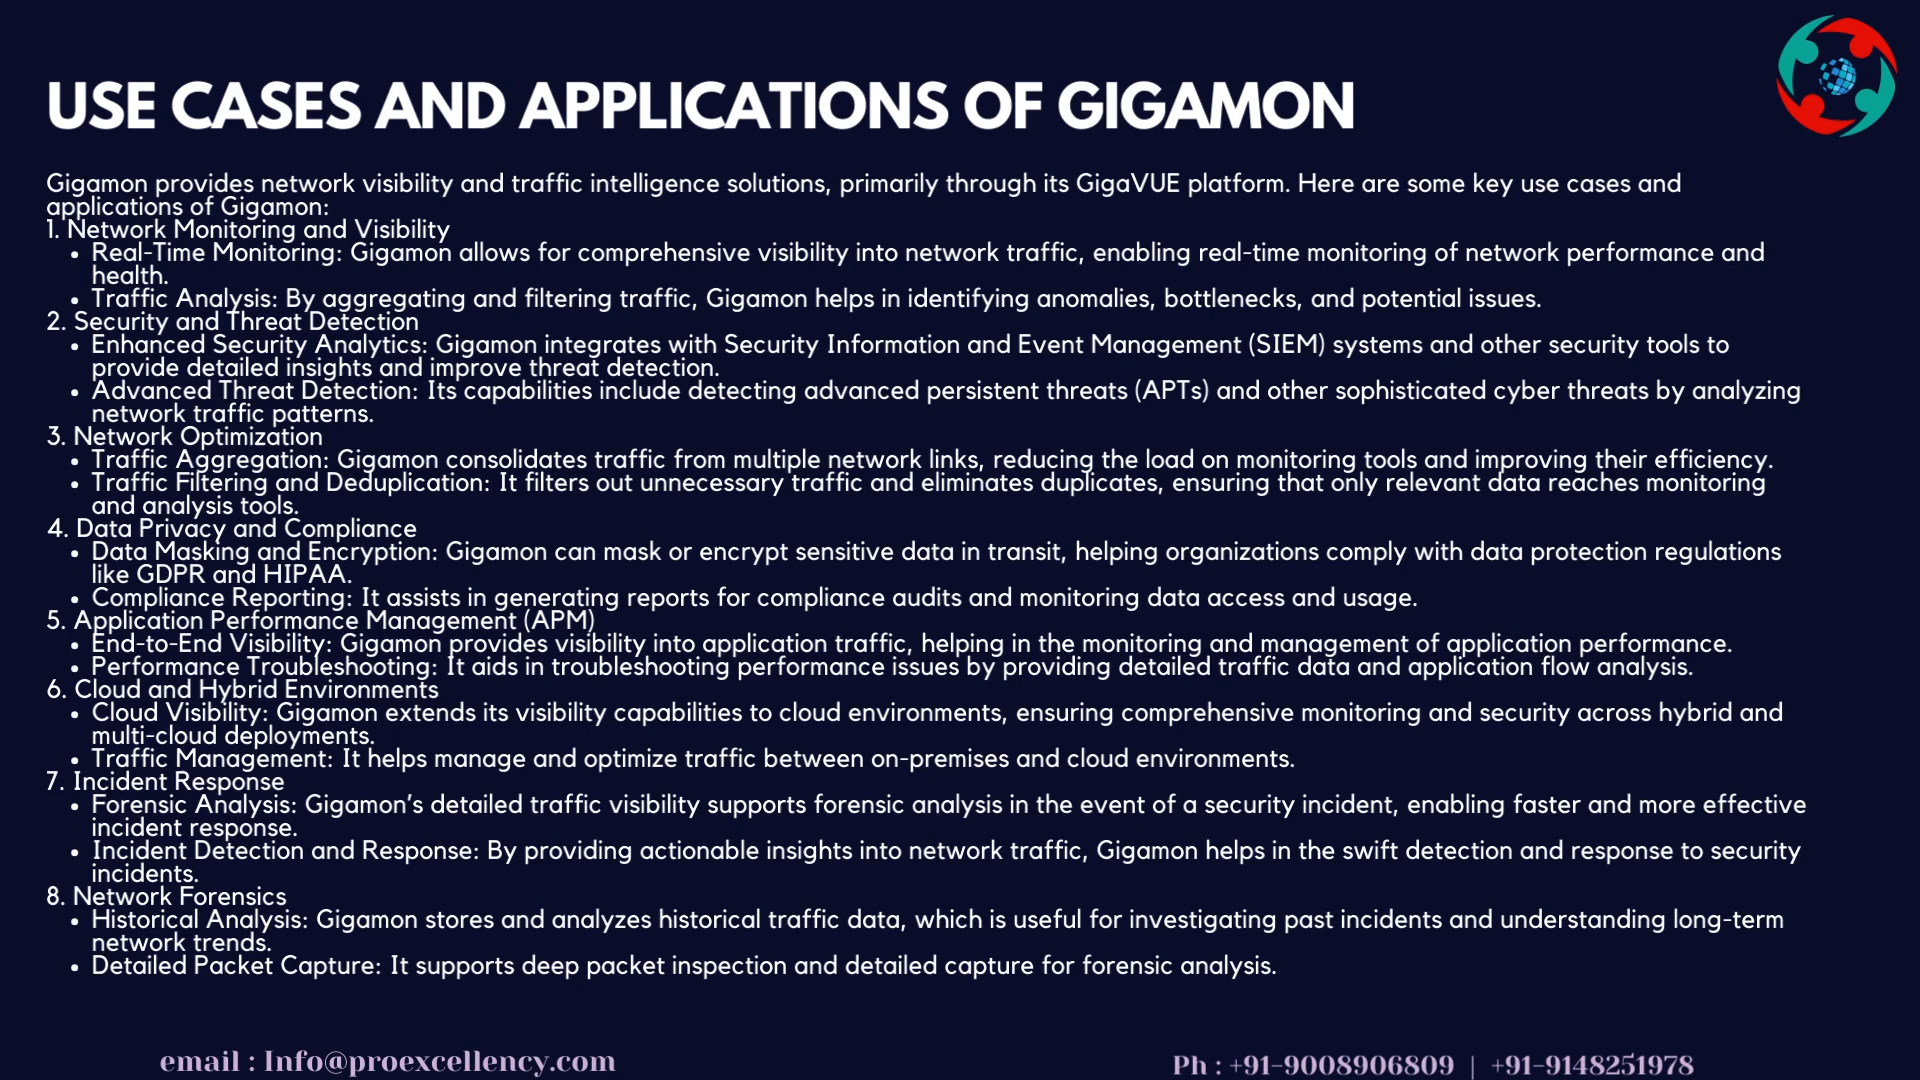 USE CASES AND APPLICATIONS OF GIGAMON
Gigamon provides network visibility and traffic intelligence solutions, primarily through its GigaVUE platform. Here are some key use cases and
applications of Gigamon:
1. Network Monitoring and Visibility
• Real-Time Monitoring: Gigamon allows for comprehensive visibility into network traffic, enabling real-time monitoring of network performance and
health.
• Traffic Analysis: By aggregating and filtering traffic, Gigamon helps in identifying anomalies, bottlenecks, and potential issues.
2. Security and Threat Detection
• Enhanced Security Analytics: Gigamon integrates with Security Information and Event Management (SIEM) systems and other security tools to
provide detailed insights and improve threat detection.
• Advanced Threat Detection: Its capabilities include detecting advanced persistent threats (APTs) and other sophisticated cyber threats by analyzing
network traffic patterns.
3. Network Optimization
• Traffic Aggregation: Gigamon consolidates traffic from multiple network links, reducing the load on monitoring tools and improving their efficiency.
• Traffic Filtering and Deduplication: It filters out unnecessary traffic and eliminates duplicates, ensuring that only relevant data reaches monitoring
and analysis tools.
4. Data Privacy and Compliance
• Data Masking and Encryption: Gigamon can mask or encrypt sensitive data in transit, helping organizations comply with data protection regulations
like GDPR and HIPAA.
• Compliance Reporting: It assists in generating reports for compliance audits and monitoring data access and usage.
5. Application Performance Management (APM)
• End-to-End Visibility: Gigamon provides visibility into application traffic, helping in the monitoring and management of application performance.
• Performance Troubleshooting: It aids in troubleshooting performance issues by providing detailed traffic data and application flow analysis.
6. Cloud and Hybrid Environments
• Cloud Visibility: Gigamon extends its visibility capabilities to cloud environments, ensuring comprehensive monitoring and security across hybrid and
multi-cloud deployments.
• Traffic Management: It helps manage and optimize traffic between on-premises and cloud environments.
7. Incident Response
• Forensic Analysis: Gigamon's detailed traffic visibility supports forensic analysis in the event of a security incident, enabling faster and more effective
incident response.
• Incident Detection and Response: By providing actionable insights into network traffic, Gigamon helps in the swift detection and response to security
incidents.
8. Network Forensics
• Historical Analysis: Gigamon stores and analyzes historical traffic data, which is useful for investigating past incidents and understanding long-term
network trends.
• Detailed Packet Capture: It supports deep packet inspection and detailed capture for forensic analysis.
email : Info@proexcellency.com
Ph : +91-9008906809 | +91-9148251978